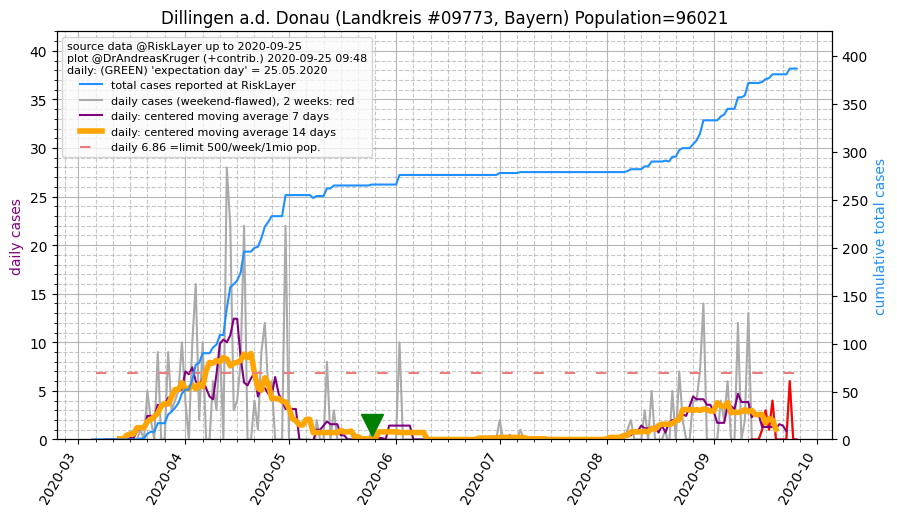 Dillingen a.d. Donau (Landkreis #09773, Bayern) Population=96021
source data @RiskLayer up to 2020-09-25
plot @DrAndreasKruger (+contrib.) 2020-09-25 09:48
daily: (GREEN) 'expectation day' = 25.05.2020
total cases reported at RiskLayer
daily cases (weekend-flawed), 2 weeks: red
daily: centered moving average 7 days
daily: centered moving average 14 days
daily 6.86 =limit 500/week/1mio pop.
daily cases
40
35
30
25
20
15
10
5
0
cumulative total cases
400
350
300
250
200
150
100
50
0
2020-03
2020-04
2020-05
2020-06
2020-07
2020-08
2020-09
2020-10